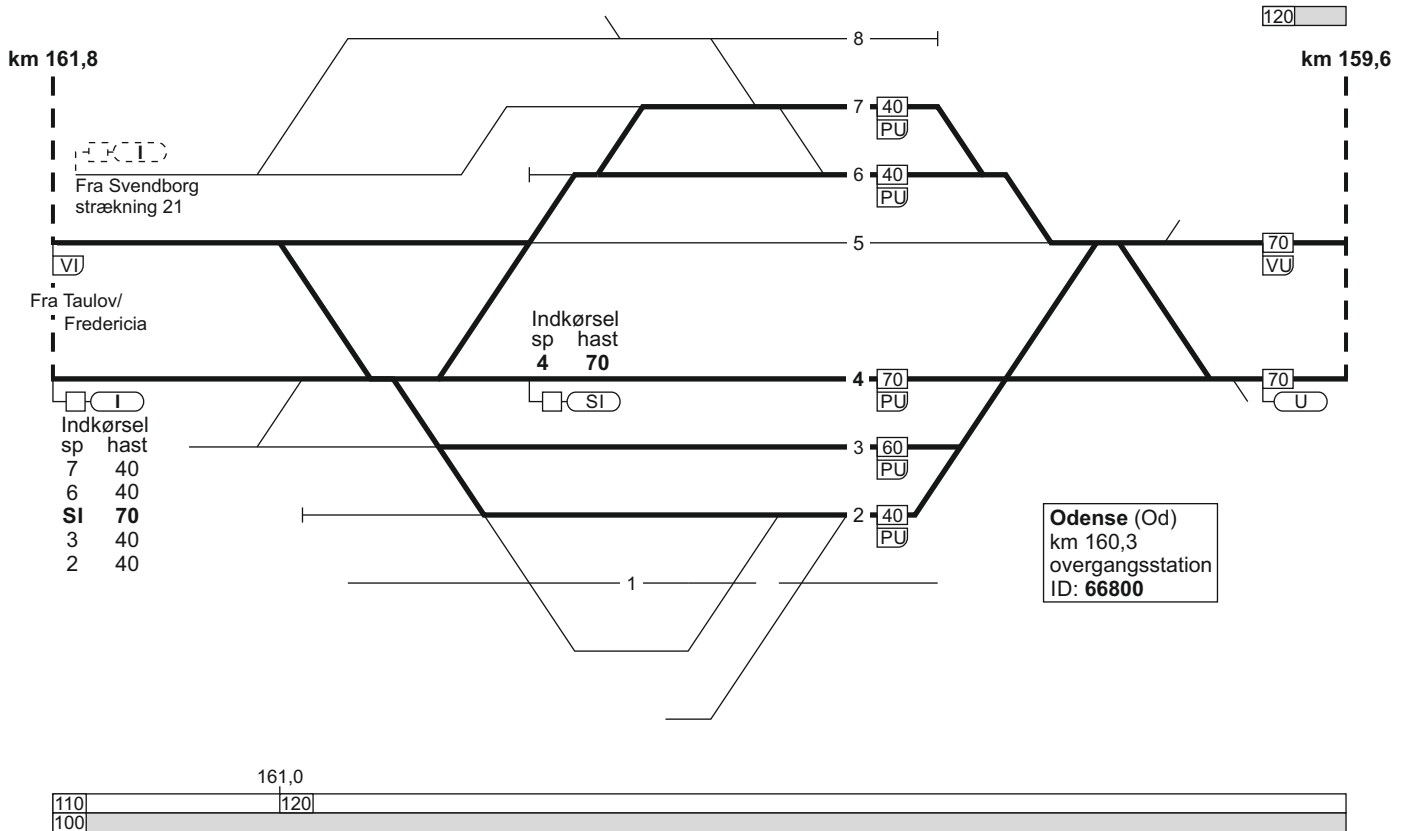 120
km 161,8
km 159,6
8
7 40
PU
I
Fra Svendborg
strækning 21
6 40
PU
5
70
VI
VU
Fra Taulov/
Fredericia
Indkørsel
sp hast
4 70
4 70
PU
70
I
SI
U
Indkørsel
sp hast
7 40
6 40
SI 70
3 40
2 40
3 60
PU
2 40
PU
1
Odense (Od)
km 160,3
overgangsstation
ID: 66800
161,0
110
120
100